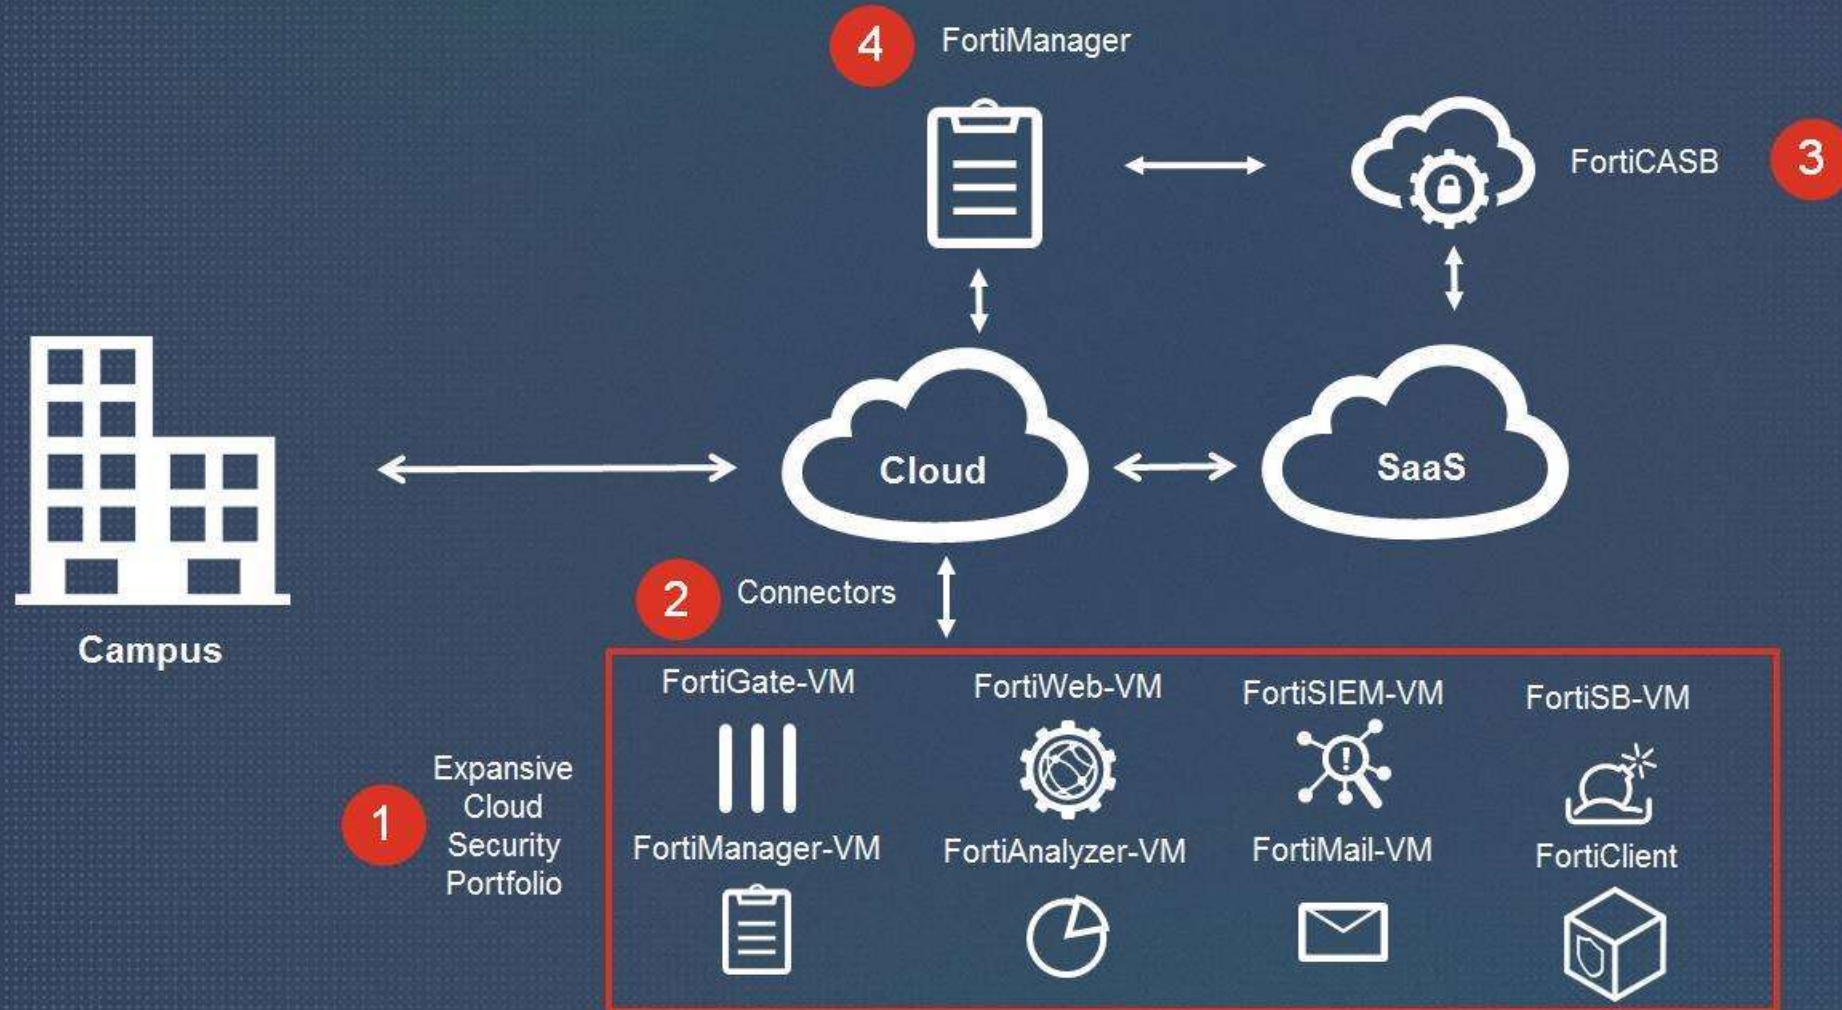 4
FortiManager
FortiCASB
3
Cloud
SaaS
Campus
2
Connectors
FortiGate-VM
FortiWeb-VM
FortiSIEM-VM
FortiSB-VM
1
Expansive
Cloud
Security
Portfolio
FortiManager-VM
FortiAnalyzer-VM
FortiMail-VM
FortiClient